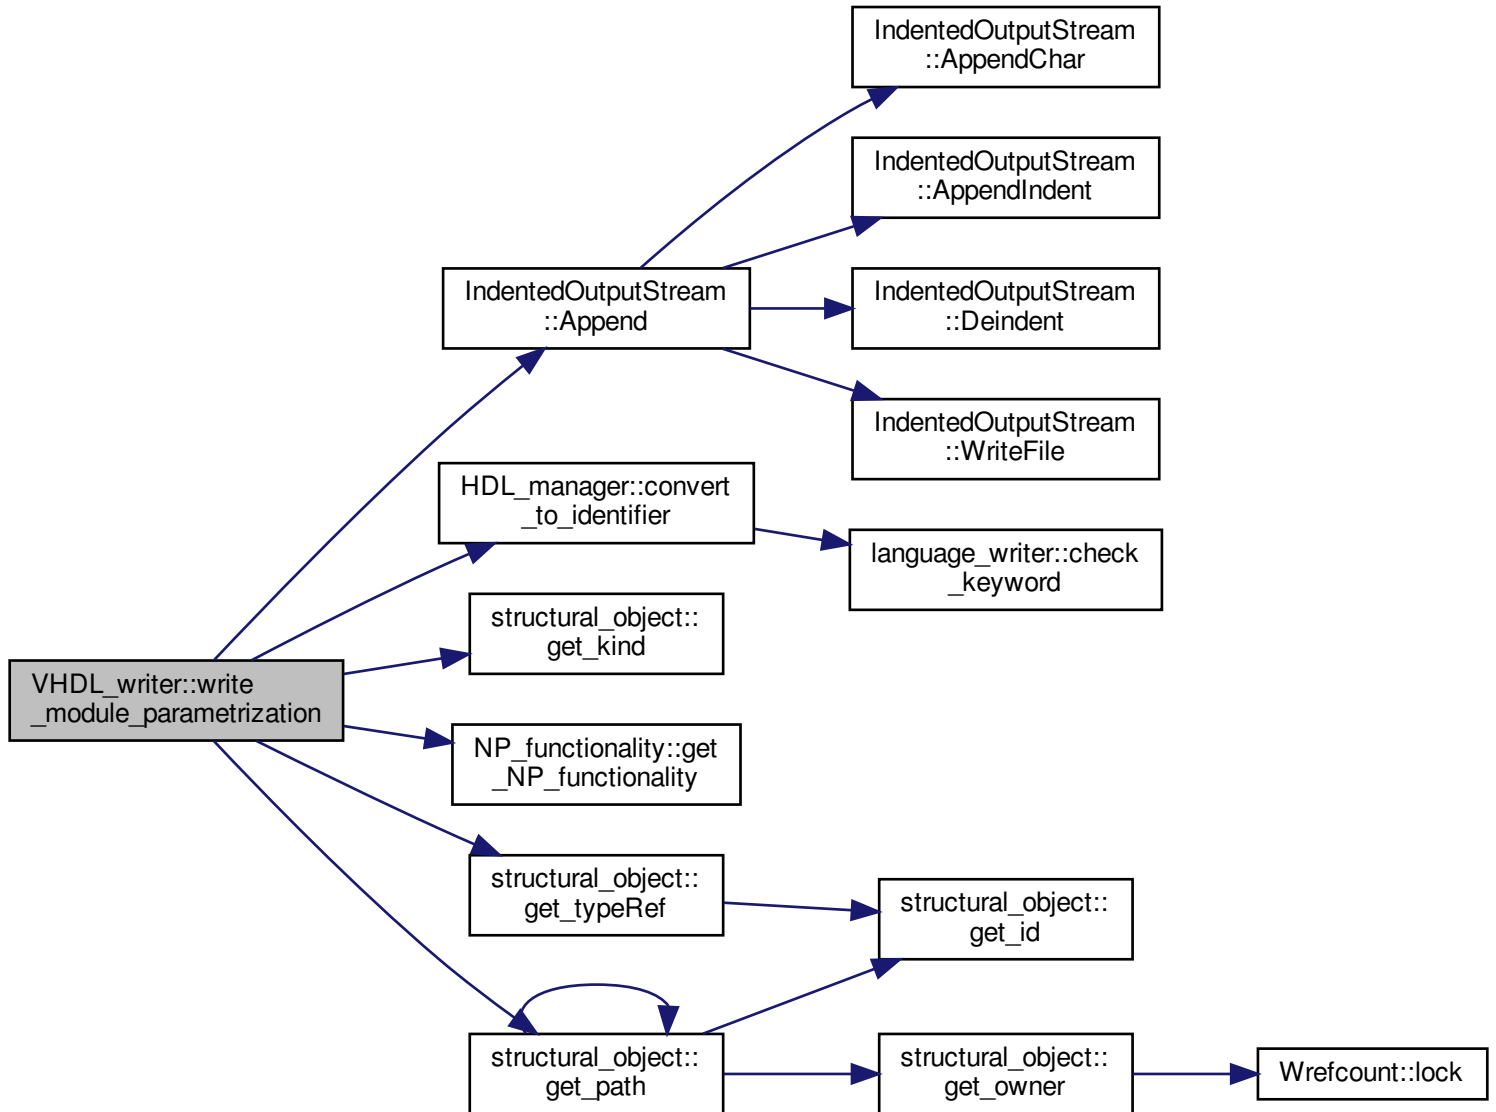 IndentedOutputStream
::AppendChar
IndentedOutputStream
::AppendIndent
IndentedOutputStream
::Append
IndentedOutputStream
::Deindent
IndentedOutputStream
::WriteFile
HDL_manager::convert
_to_identifier
language_writer::check
_keyword
structural_object::
get_kind
VHDL_writer::write
_module_parametrization
NP_functionality::get
_NP_functionality
structural_object::
get_typeRef
structural_object::
get_id
structural_object::
get_path
structural_object::
get_owner
Wrefcount::lock